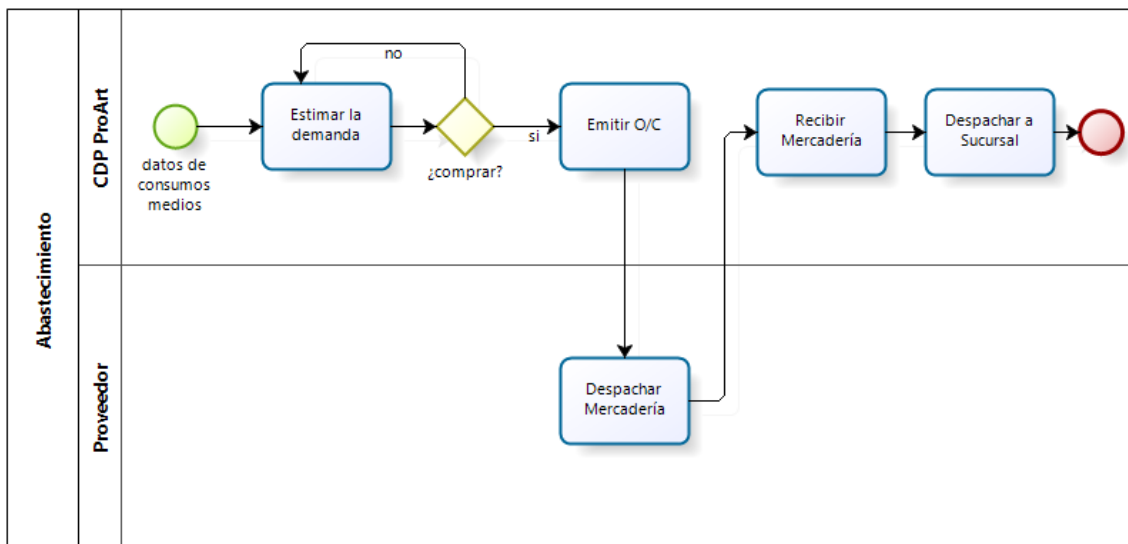 Abastecimiento
CDP ProArt
datos de
consumos
medios
Estimar la
demanda
no
¿comprar?
si
Emitir O/C
Recibir
Mercadería
Despachar a
Sucursal
Proveedor
Despachar
Mercadería